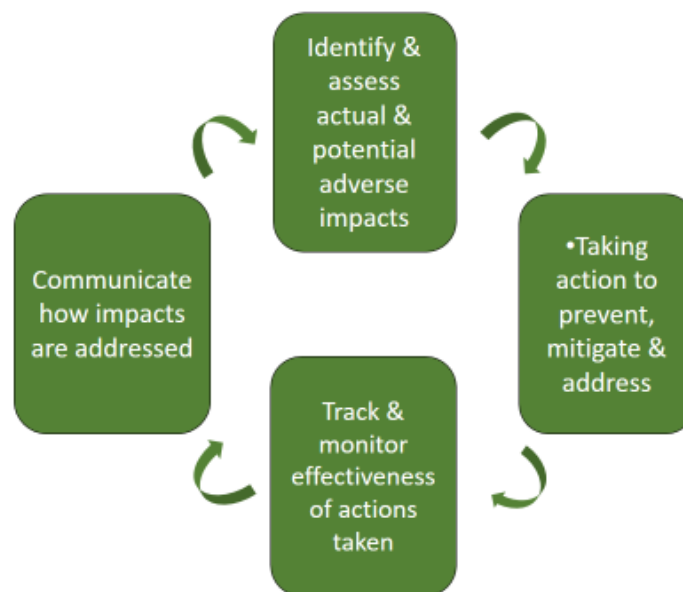 Identify &
assess
actual &
potential
adverse
impacts
•Taking
action to
prevent,
mitigate &
address
Track &
monitor
effectiveness
of actions
taken
Communicate
how impacts
are addressed